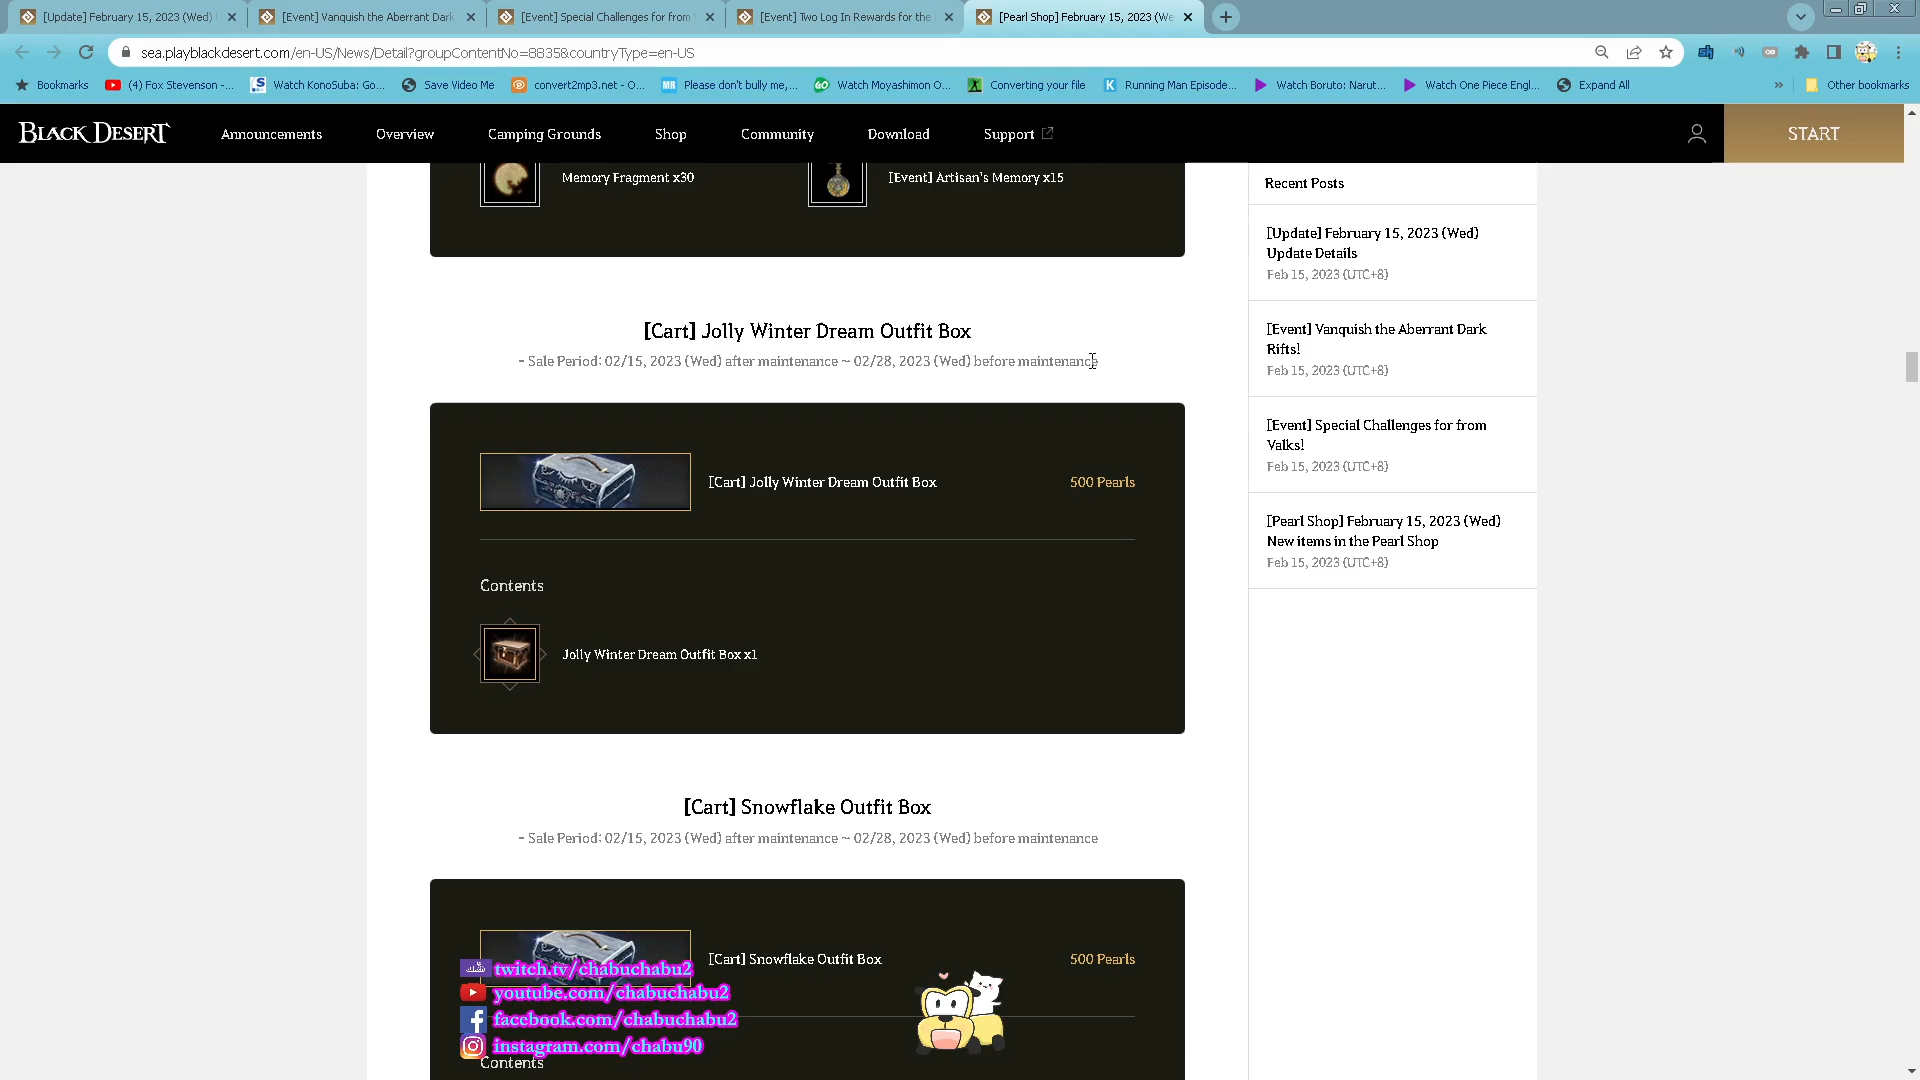 [Update] February 15, 2023 (Wed)
[Event] Vanquish the Aberrant Dark
[Event] Special Challenges for from
[Event] Two Log In Rewards for the
[Pearl Shop] February 15, 2023 (We
sea.playblackdesert.com/en-US/News/Detail?groupContentNo=8835&countryType=en-US
Bookmarks
(4) Fox Stevenson -...
Watch KonoSuba: Go...
Save Video Me
convert2mp3.net - O...
Please don't bully me,...
Watch Moyashimon O...
Converting your file
Running Man Episode...
Watch Boruto: Narut...
Watch One Piece Engl...
Expand All
»
Other bookmarks
BLACK DESERT
Announcements
Overview
Camping Grounds
Shop
Community
Download
Support
START
Memory Fragment x30
[Event] Artisan's Memory x15
[Cart] Jolly Winter Dream Outfit Box
- Sale Period: 02/15, 2023 (Wed) after maintenance ~ 02/28, 2023 (Wed) before maintenance
[Cart] Jolly Winter Dream Outfit Box
500 Pearls
Contents
Jolly Winter Dream Outfit Box x1
[Cart] Snowflake Outfit Box
- Sale Period: 02/15, 2023 (Wed) after maintenance ~ 02/28, 2023 (Wed) before maintenance
[Cart] Snowflake Outfit Box
500 Pearls
Contents
Recent Posts
[Update] February 15, 2023 (Wed)
Update Details
Feb 15, 2023 (UTC+8)
[Event] Vanquish the Aberrant Dark
Rifts!
Feb 15, 2023 (UTC+8)
[Event] Special Challenges for from
Valks!
Feb 15, 2023 (UTC+8)
[Pearl Shop] February 15, 2023 (Wed)
New items in the Pearl Shop
Feb 15, 2023 (UTC+8)
twitch.tv/chabuchabu2
youtube.com/chabuchabu2
facebook.com/chabuchabu2
instagram.com/chabu90